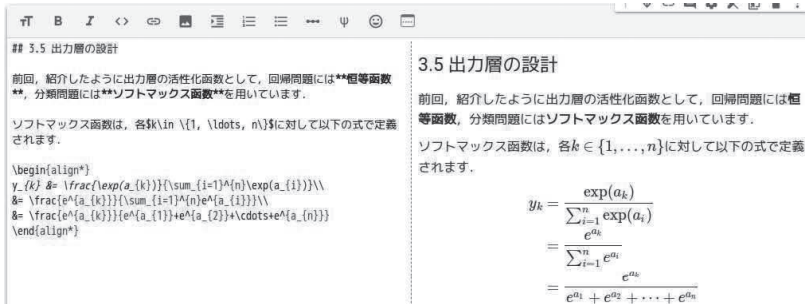 ## 3.5 出力層の設計
前回，紹介したように出力層の活性化函数として，回帰問題には**恒等函数
**，分類問題には**ソフトマックス函数**を用いています．
ソフトマックス函数は，各$k\in \{1, \ldots, n\}$に対して以下の式で定義
されます．
\begin{align*}
y_{k} &= \frac{\exp(a_{k})}{\sum_{i=1}^{n}\exp(a_{i})}\\
&= \frac{e^{a_{k}}}{\sum_{i=1}^{n}e^{a_{i}}}\\
&= \frac{e^{a_{k}}}{e^{a_{1}}+e^{a_{2}}+\cdots+e^{a_{n}}}
\end{align*}
3.5 出力層の設計
前回，紹介したように出力層の活性化函数として，回帰問題には恒
等函数，分類問題にはソフトマックス函数を用いています．
ソフトマックス函数は，各k ∈ {1, . . . , n}に対して以下の式で定義
されます．
y_k = exp(a_k) / ∑_{i=1}^{n} exp(a_i)
= e^{a_k} / ∑_{i=1}^{n} e^{a_i}
= e^{a_k} / e^{a_1} + e^{a_2} + ⋯ + e^{a_n}